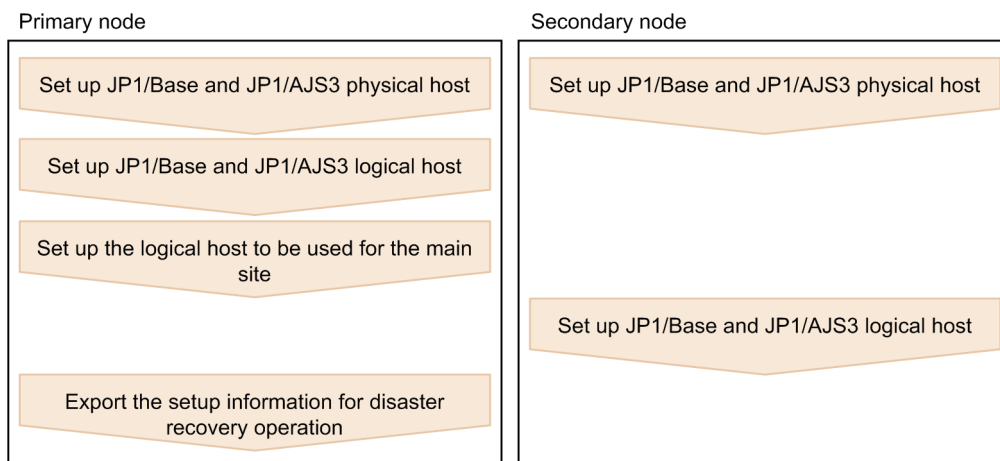 Primary node
Set up JP1/Base and JP1/AJS3 physical host
Set up JP1/Base and JP1/AJS3 logical host
Set up the logical host to be used for the main
site
Export the setup information for disaster
recovery operation
Secondary node
Set up JP1/Base and JP1/AJS3 physical host
Set up JP1/Base and JP1/AJS3 logical host